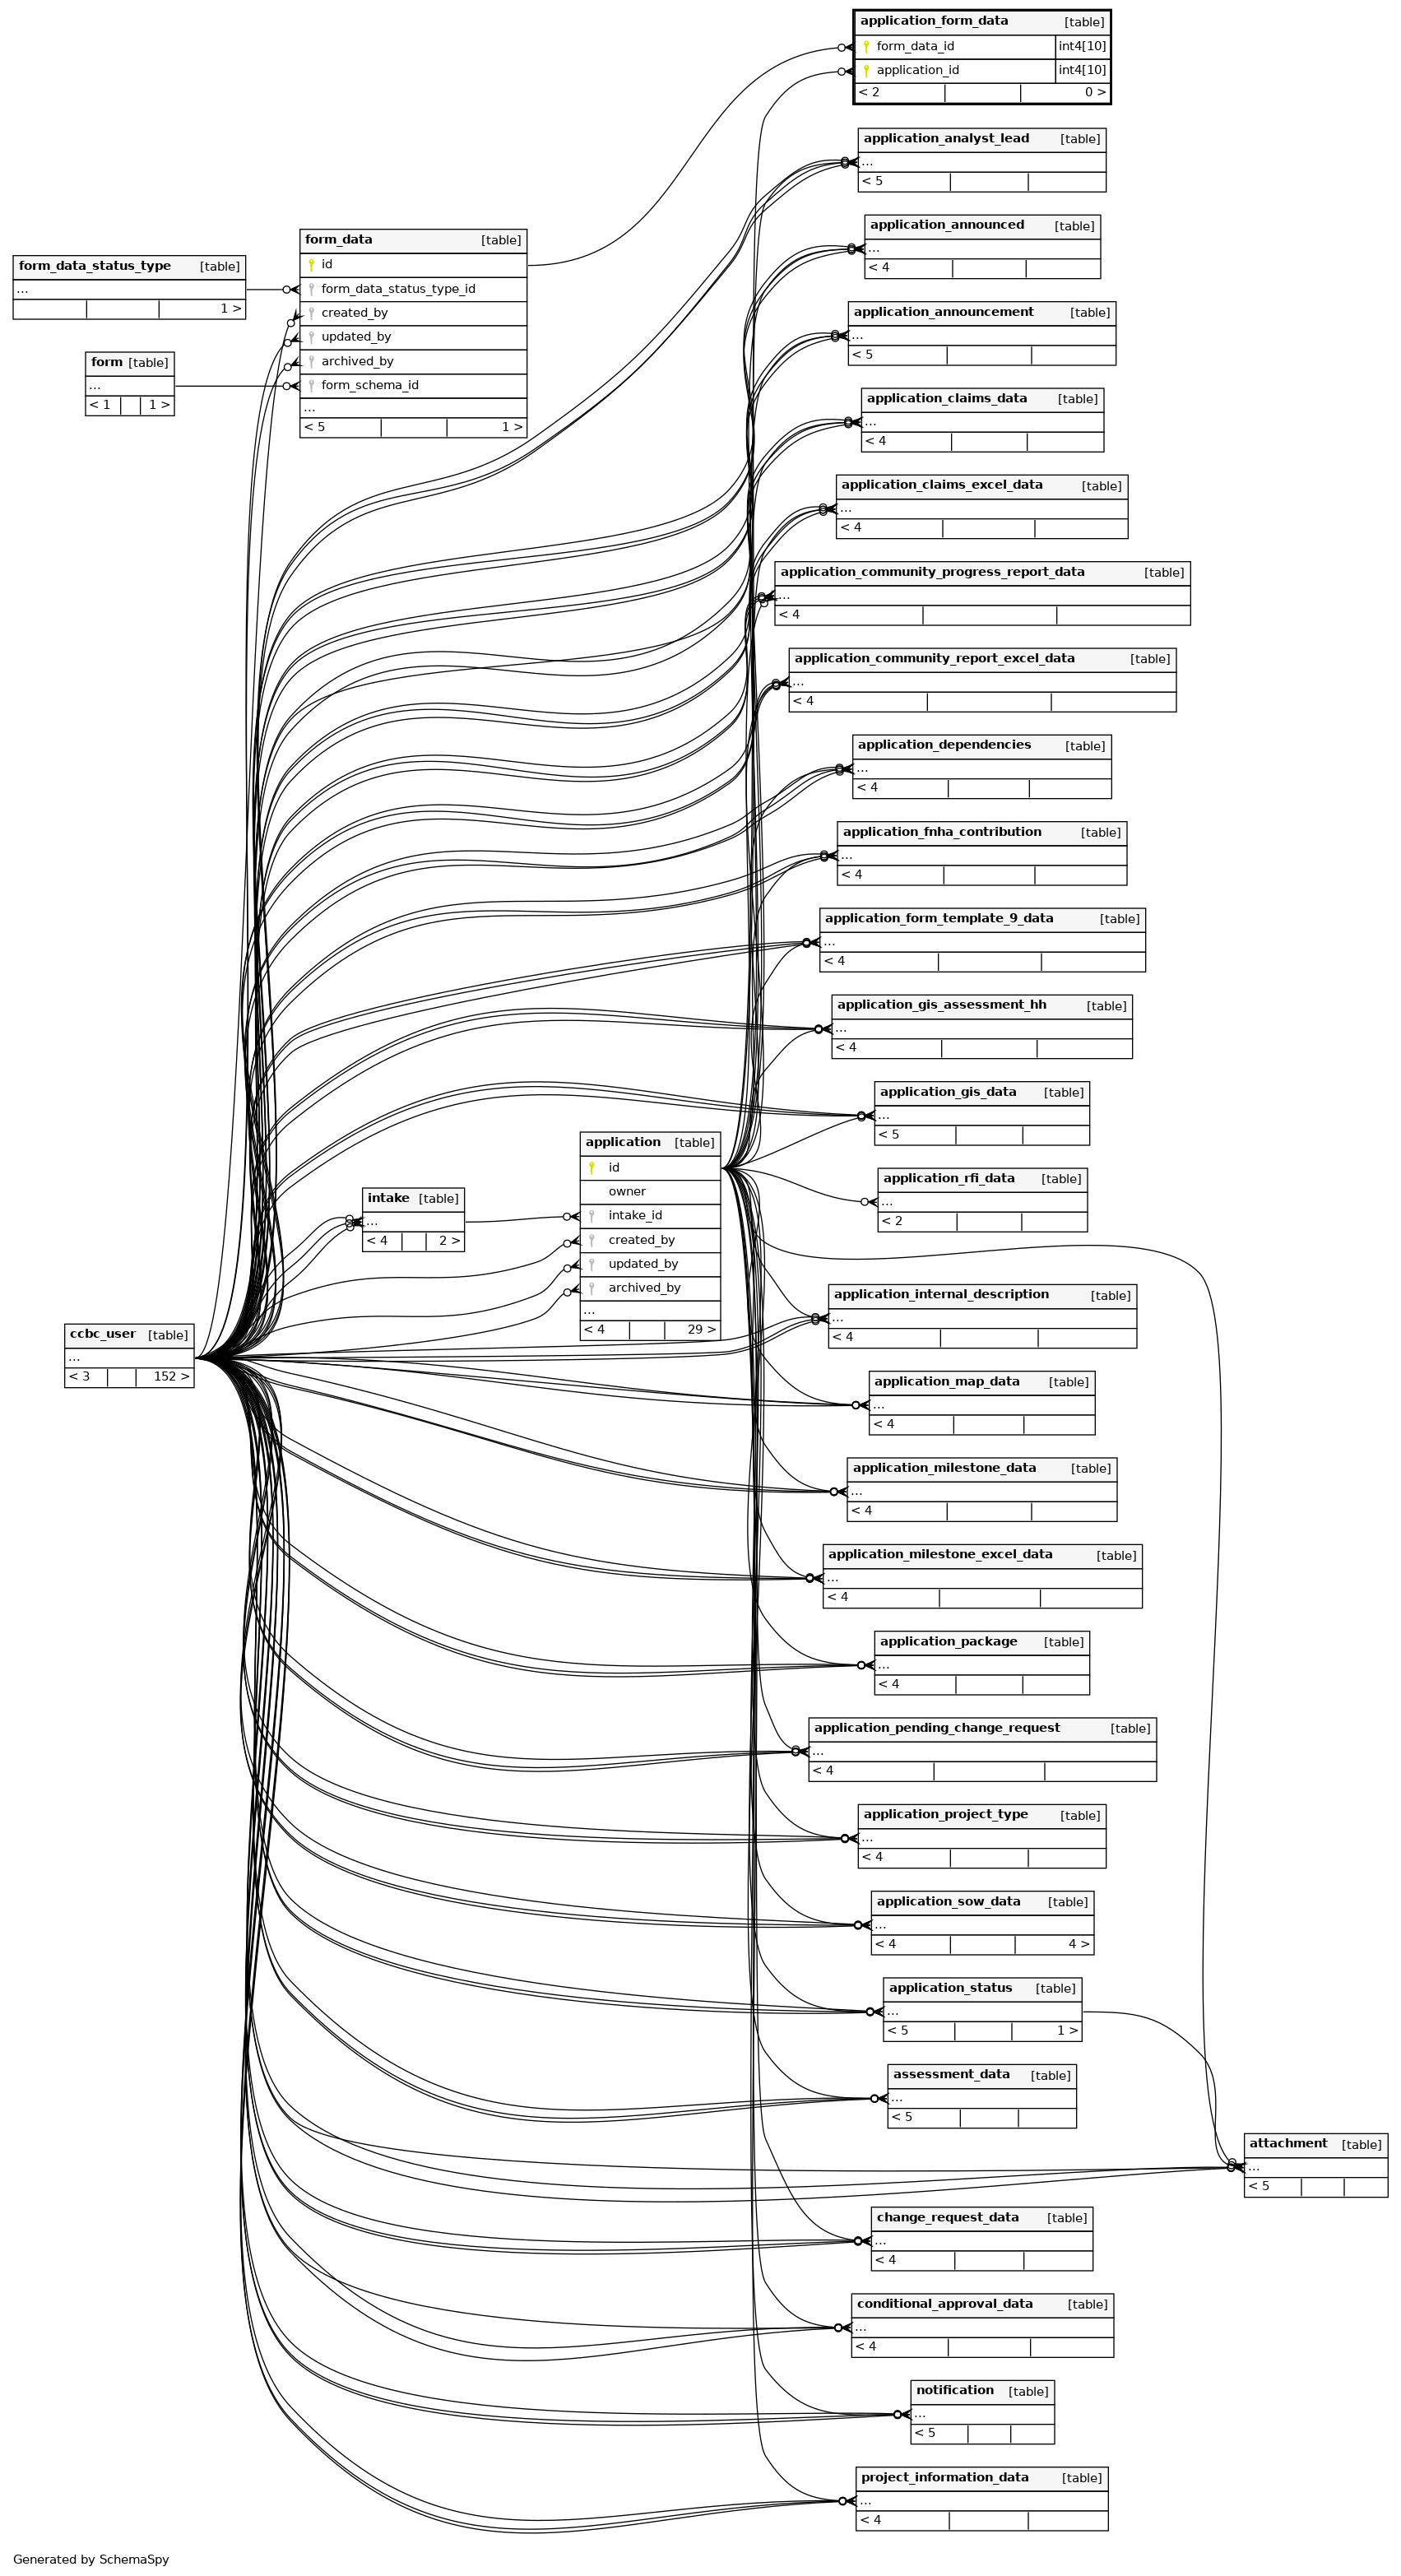 application_form_data [table]
form_data_id int4[10]
application_id int4[10]
< 2 0 >
application_analyst_lead [table]
...
< 5
application_announced [table]
...
< 4
form_data [table]
id
form_data_status_type_id
created_by
updated_by
archived_by
form_schema_id
...
< 5 1 >
form_data_status_type [table]
...
1 >
form [table]
...
< 1 1 >
application_announcement [table]
...
< 5
application_claims_data [table]
...
< 4
application_claims_excel_data [table]
...
< 4
application_community_progress_report_data [table]
...
< 4
application_community_report_excel_data [table]
...
< 4
application_dependencies [table]
...
< 4
application_fnha_contribution [table]
...
< 4
application_form_template_9_data [table]
...
< 4
application_gis_assessment_hh [table]
...
< 4
application_gis_data [table]
...
< 5
application [table]
id
owner
intake_id
created_by
updated_by
archived_by
...
< 4 29 >
application_rfi_data [table]
...
< 2
intake [table]
...
< 4 2 >
application_internal_description [table]
...
< 4
ccbc_user [table]
...
< 3 152 >
application_map_data [table]
...
< 4
application_milestone_data [table]
...
< 4
application_milestone_excel_data [table]
...
< 4
application_package [table]
...
< 4
application_pending_change_request [table]
...
< 4
application_project_type [table]
...
< 4
application_sow_data [table]
...
< 4 4 >
application_status [table]
...
< 5 1 >
assessment_data [table]
...
< 5
attachment [table]
...
< 5
change_request_data [table]
...
< 4
conditional_approval_data [table]
...
< 4
notification [table]
...
< 5
project_information_data [table]
...
< 4
Generated by SchemaSpy